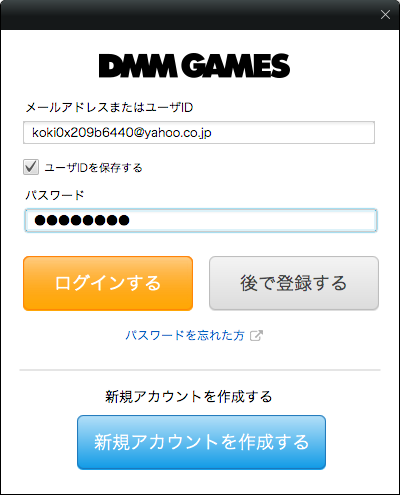 DMM GAMES
メールアドレスまたはユーザID
koki0x209b6440@yahoo.co.jp
ユーザIDを保存する
パスワード
●●●●●●●●
ログインする
後で登録する
パスワードを忘れた方
新規アカウントを作成する
新規アカウントを作成する